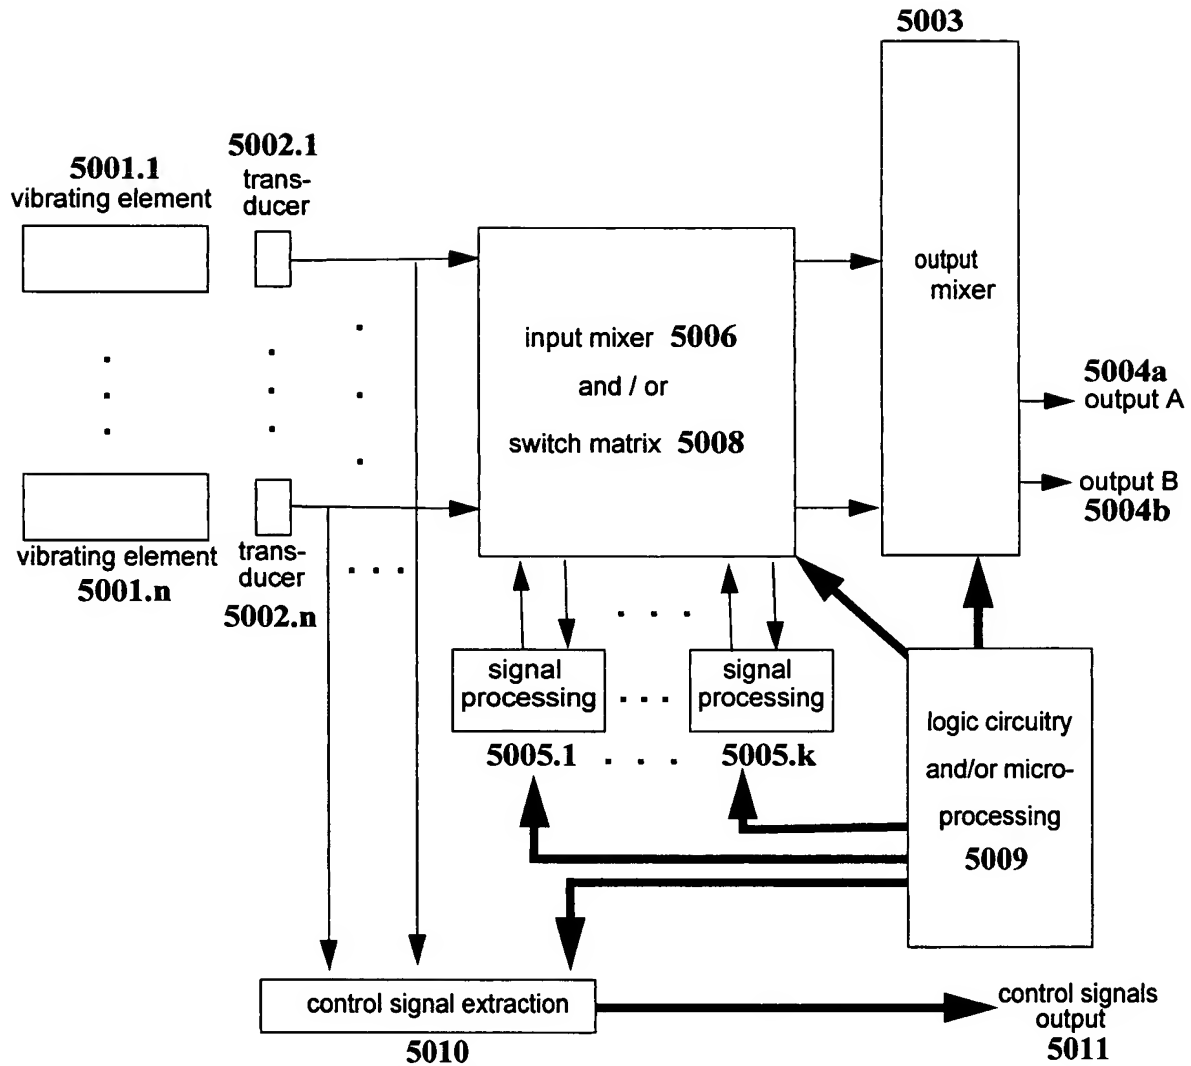 5003
5002.1
trans-
ducer
5001.1
vibrating element
output
mixer
input mixer 5006
and / or
switch matrix 5008
5004a
output A
output B
5004b
vibrating element
5001.n
trans-
ducer
5002.n
signal
processing
signal
processing
5005.1
5005.k
logic circuitry
and/or micro-
processing
5009
control signal extraction
5010
control signals
output
5011